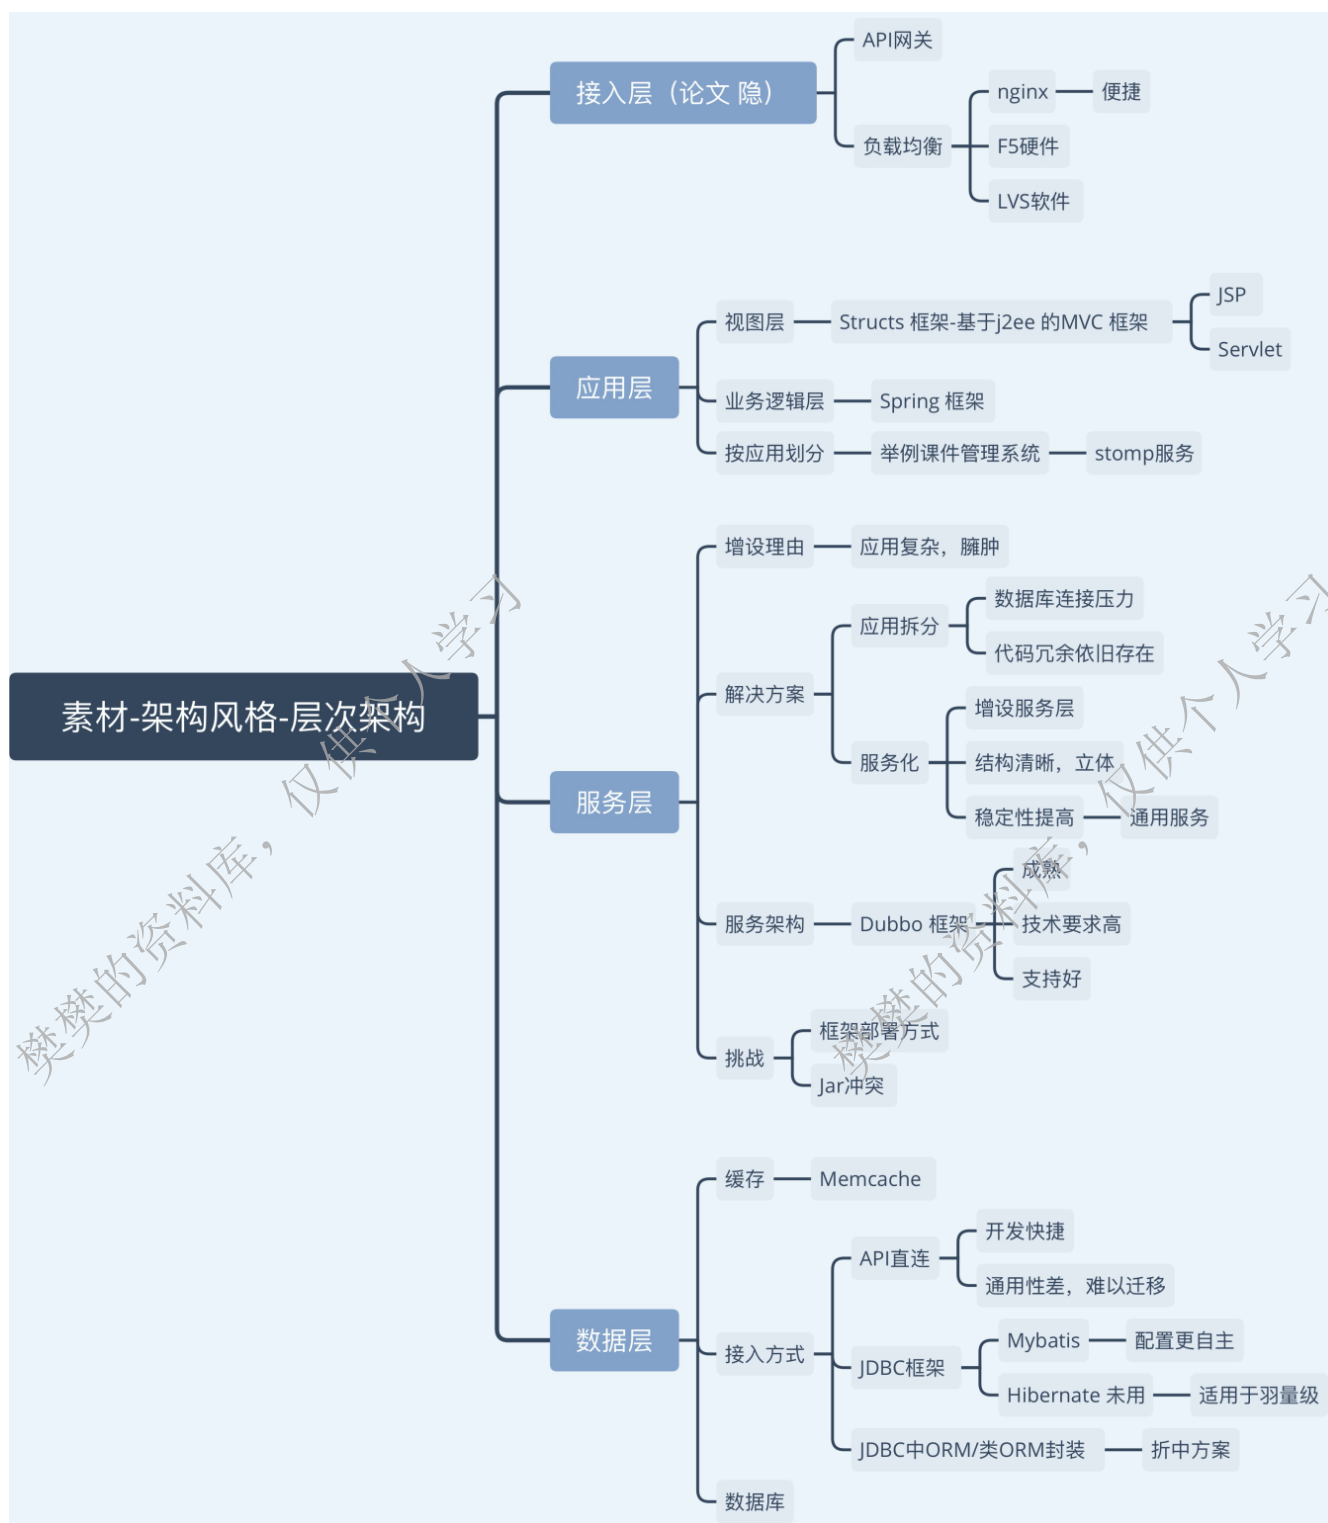 素材-架构风格-层次架构
接入层（论文 隐）
API网关
负载均衡
nginx
便捷
F5硬件
LVS软件
应用层
视图层
Structs 框架-基于j2ee 的MVC 框架
JSP
Servlet
业务逻辑层
Spring 框架
按应用划分
举例课件管理系统
stomp服务
服务层
增设理由
应用复杂，臃肿
解决方案
应用拆分
数据库连接压力
代码冗余依旧存在
服务化
增设服务层
结构清晰，立体
稳定性提高
通用服务
服务架构
Dubbo 框架
成熟
技术要求高
支持好
挑战
框架部署方式
Jar冲突
数据层
缓存
Memcache
接入方式
API直连
开发快捷
通用性差，难以迁移
JDBC框架
Mybatis
配置更自主
Hibernate 未用
适用于羽量级
JDBC中ORM/类ORM封装
折中方案
数据库
樊樊的资料库，仅供个人学习
樊樊的资料库，仅供个人学习